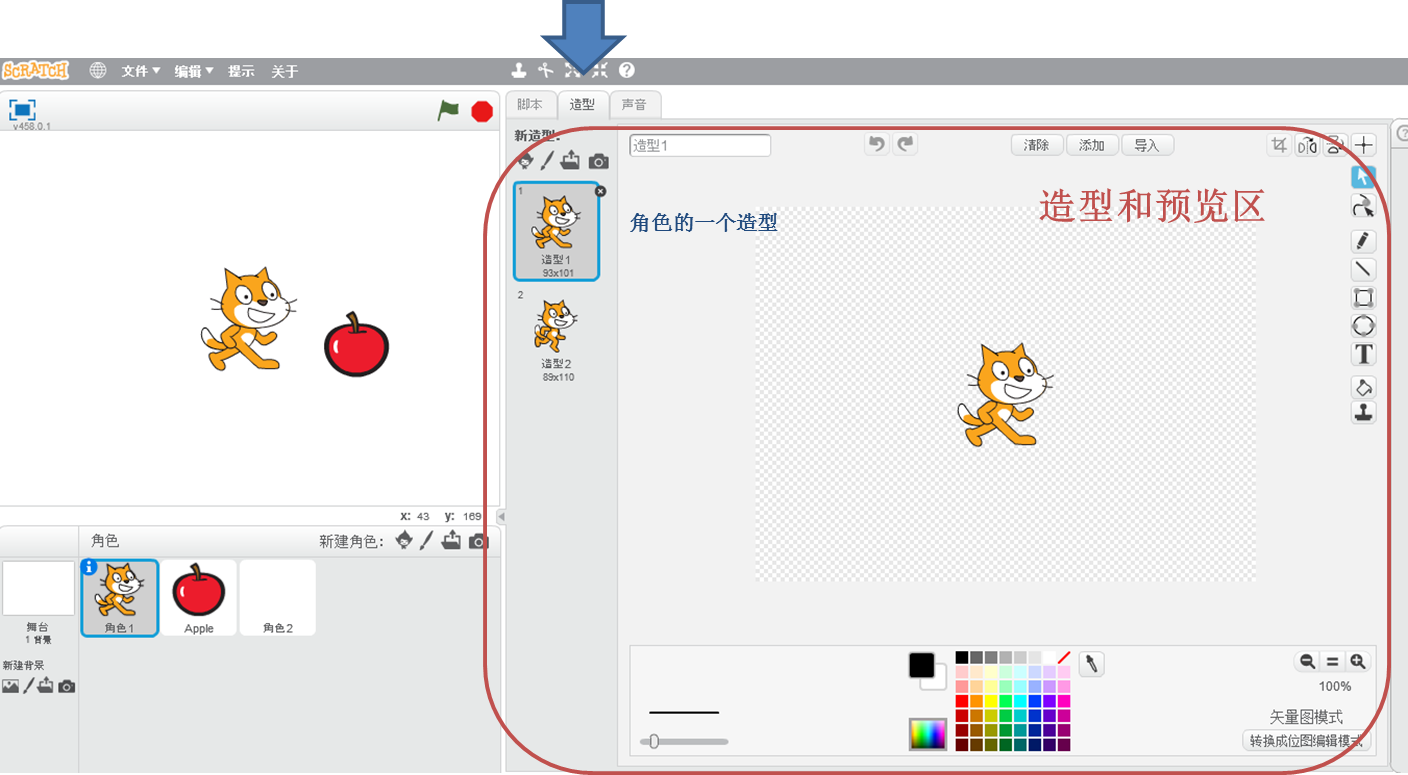 SCRATCH 文件 编辑 提示 关于
v458.0.1
脚本 造型 声音
新造型:
造型1
清除 添加 导入
造型和预览区
角色的一个造型
1
造型1
93x101
2
造型2
89x110
T
x: 43 y: 169
角色 新建角色:
舞台
1 背景
新建背景
角色1
Apple
角色2
100%
矢量图模式
转换成位图编辑模式